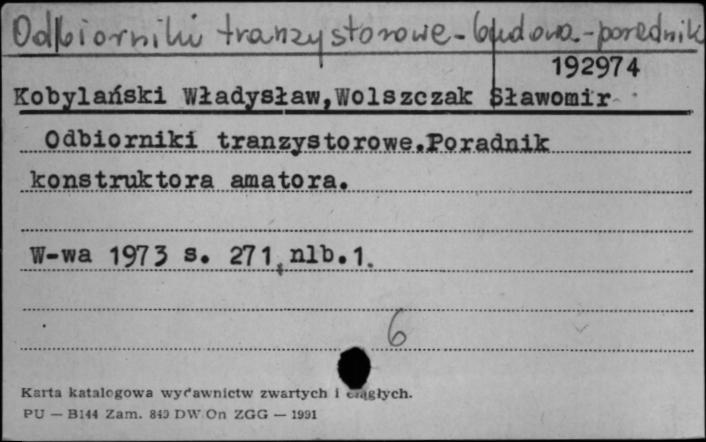 Odbiorniki tranzystorowe - budowa - poradnik
192974
Kobylański Władysław,Wolszczak Sławomir
Odbiorniki tranzystorowe.Poradnik
konstruktora amatora.
W-wa 1973 s. 271, nlb.1.
6
Karta katalogowa wydawnictw zwartych i ciągłych.
PU — B144 Zam. 849 DW On ZGG — 1991